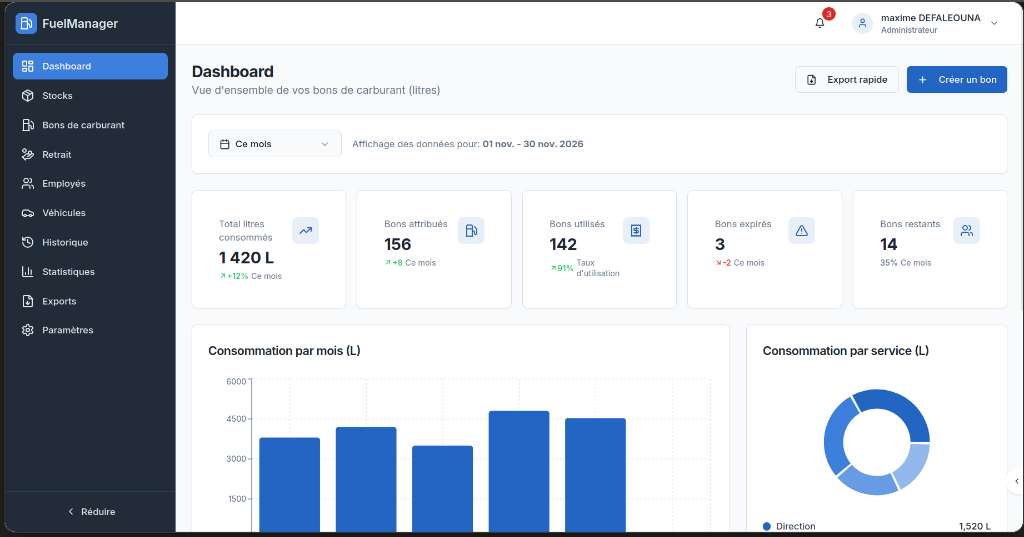 FuelManager
3
maxime DEFALEOUNA
Administrateur
Dashboard
Stocks
Bons de carburant
Retrait
Employés
Véhicules
Historique
Statistiques
Exports
Paramètres
Réduire
Dashboard
Vue d'ensemble de vos bons de carburant (litres)
Export rapide
+ Créer un bon
Ce mois
Affichage des données pour: 01 nov. - 30 nov. 2026
Total litres
consommés
1 420 L
+12% Ce mois
Bons attribués
156
+8 Ce mois
Bons utilisés
142
91% Taux
d'utilisation
Bons expirés
3
-2 Ce mois
Bons restants
14
35% Ce mois
Consommation par mois (L)
6000
4500
3000
1500
Consommation par service (L)
Direction 1,520 L